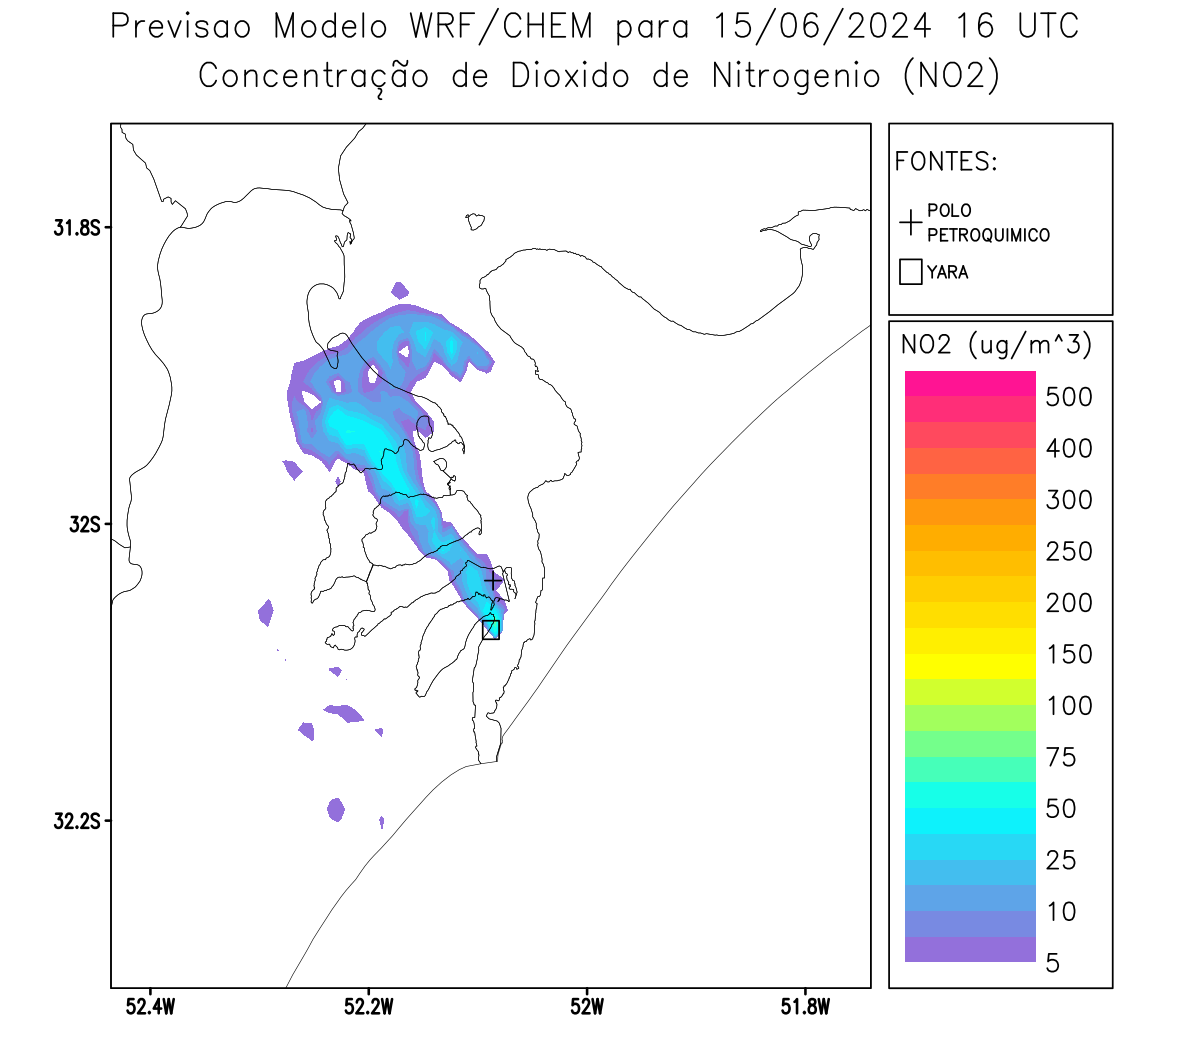 Previsao Modelo WRF/CHEM para 15/06/2024 16 UTC
Concentração de Dioxido de Nitrogenio (NO2)
FONTES:
POLO
PETROQUIMICO
YARA
NO2 (ug/m^3)
500
400
300
250
200
150
100
75
50
25
10
5
31.8S
32S
32.2S
52.4W
52.2W
52W
51.8W